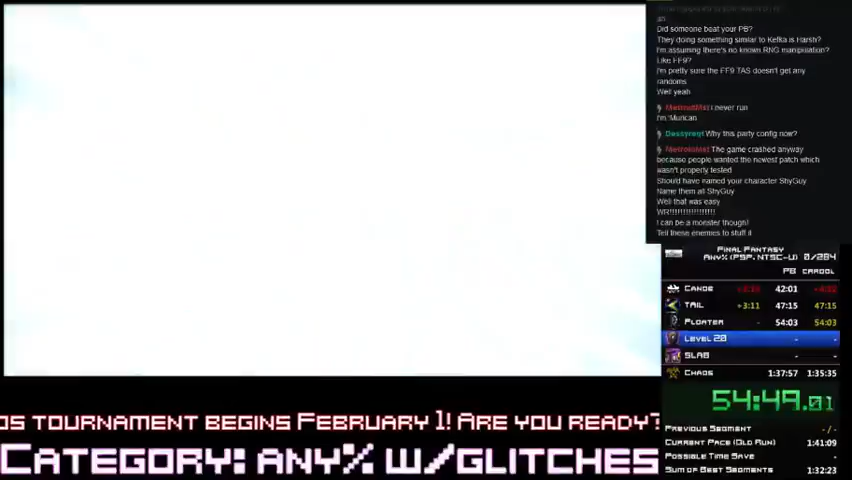 an
Did someone beat your PB?
They doing something similar to Kefka is Harsh?
I'm assuming there's no known RNG manipulation?
Like FF9?
I'm pretty sure the FF9 TAS doesn't get any
randoms
Well yeah
I never run
I'm 'Murican
Why this party config now?
The game crashed anyway
because people wanted the newest patch which
wasn't properly tested
Should have named your character ShyGuy
Name them all ShyGuy
Well that was easy
WR!!!!!!!!!!!!!!!!!
I can be a monster though!
Tell these enemies to stuff it
Final Fantasy
Any% (PSP, NTSC-U) 0/284
PB
Canoe 42:01
Tail +3:11 47:15 47:15
Floater - 54:03 54:03
Level 20 - -
Slab - -
Chaos 1:37:57 1:35:35
54:49.01
Previous Segment - / -
Current Pace (Old Run) 1:41:09
Possible Time Save -
Sum of Best Segments 1:32:23
os tournament begins February 1! Are you ready?
Category: any% w/glitches